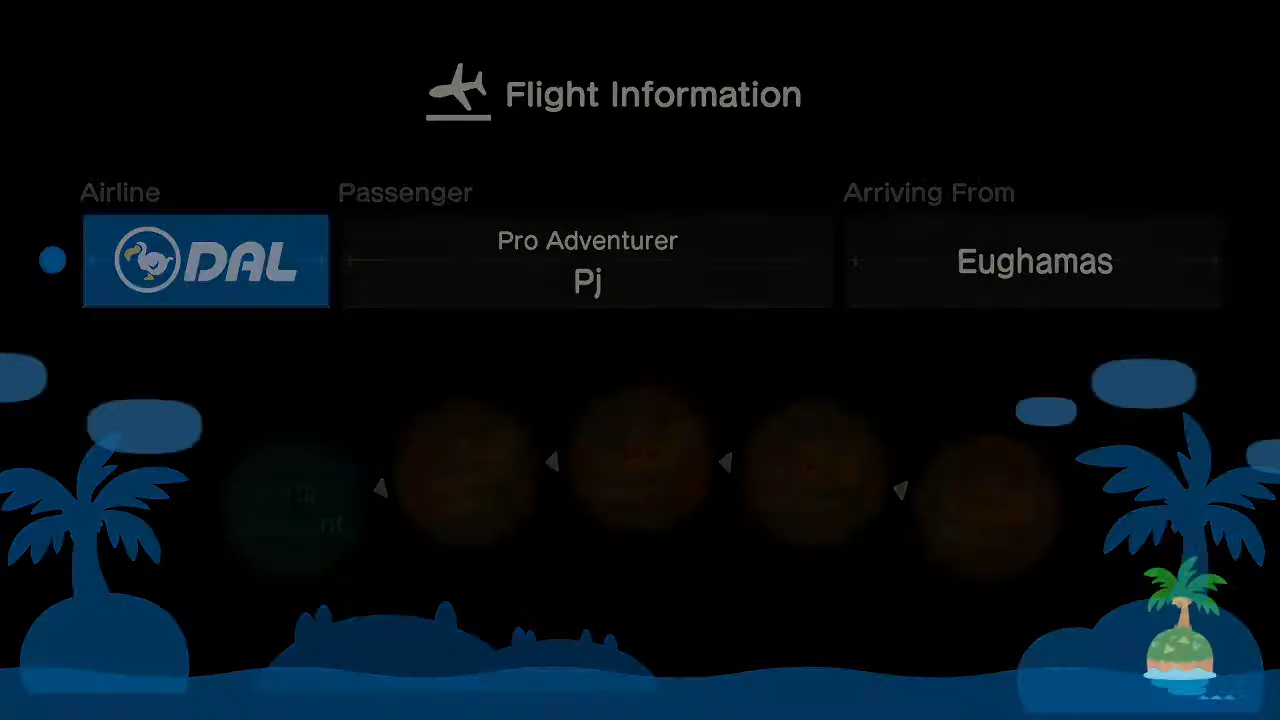 Flight Information
Airline
Passenger
Arriving From
DAL
Pro Adventurer
Pj
Eughamas